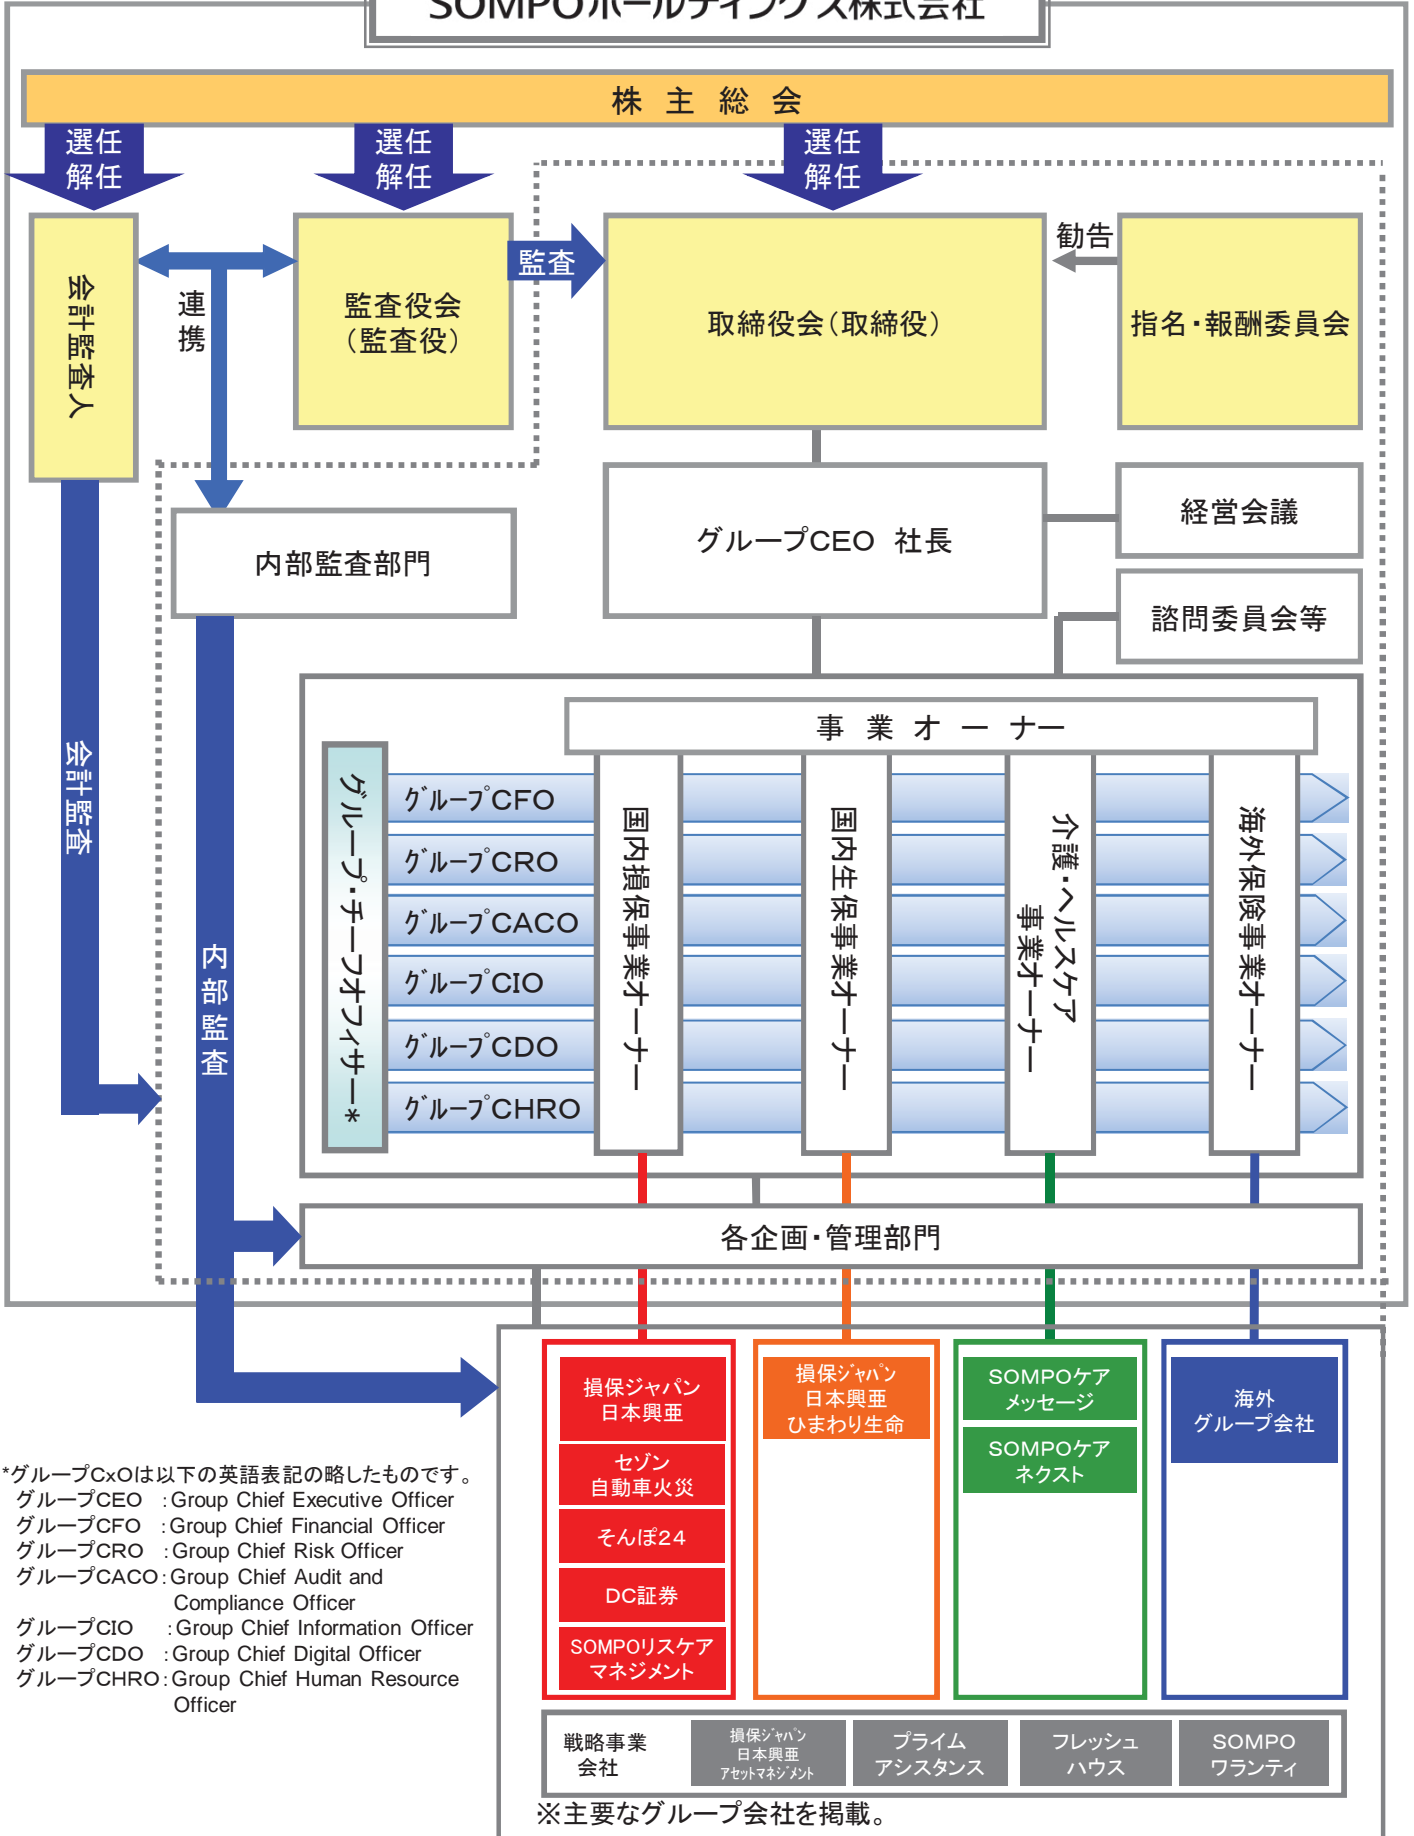 SOMPOホールディングス株式会社
株主総会
選任
解任
選任
解任
選任
解任
会計監査人
連携
監査役会
（監査役）
監査
取締役会（取締役）
勧告
指名・報酬委員会
内部監査部門
グループCEO 社長
経営会議
諮問委員会等
会計監査
内部監査
事業オーナー
グループ・チーフオフィサー*
グループCFO
グループCRO
グループCACO
グループCIO
グループCDO
グループCHRO
国内損保事業オーナー
国内生保事業オーナー
介護・ヘルスケア
事業オーナー
海外保険事業オーナー
各企画・管理部門
損保ジャパン
日本興亜
セゾン
自動車火災
そんぽ24
DC証券
SOMPOリスケア
マネジメント
損保ジャパン
日本興亜
ひまわり生命
SOMPOケア
メッセージ
SOMPOケア
ネクスト
海外
グループ会社
戦略事業
会社
損保ジャパン
日本興亜
アセットマネジメント
プライム
アシスタンス
フレッシュ
ハウス
SOMPO
ワランティ
※主要なグループ会社を掲載。
*グループCxOは以下の英語表記の略したものです。
グループCEO ：Group Chief Executive Officer
グループCFO ：Group Chief Financial Officer
グループCRO ：Group Chief Risk Officer
グループCACO：Group Chief Audit and
Compliance Officer
グループCIO ：Group Chief Information Officer
グループCDO ：Group Chief Digital Officer
グループCHRO：Group Chief Human Resource
Officer